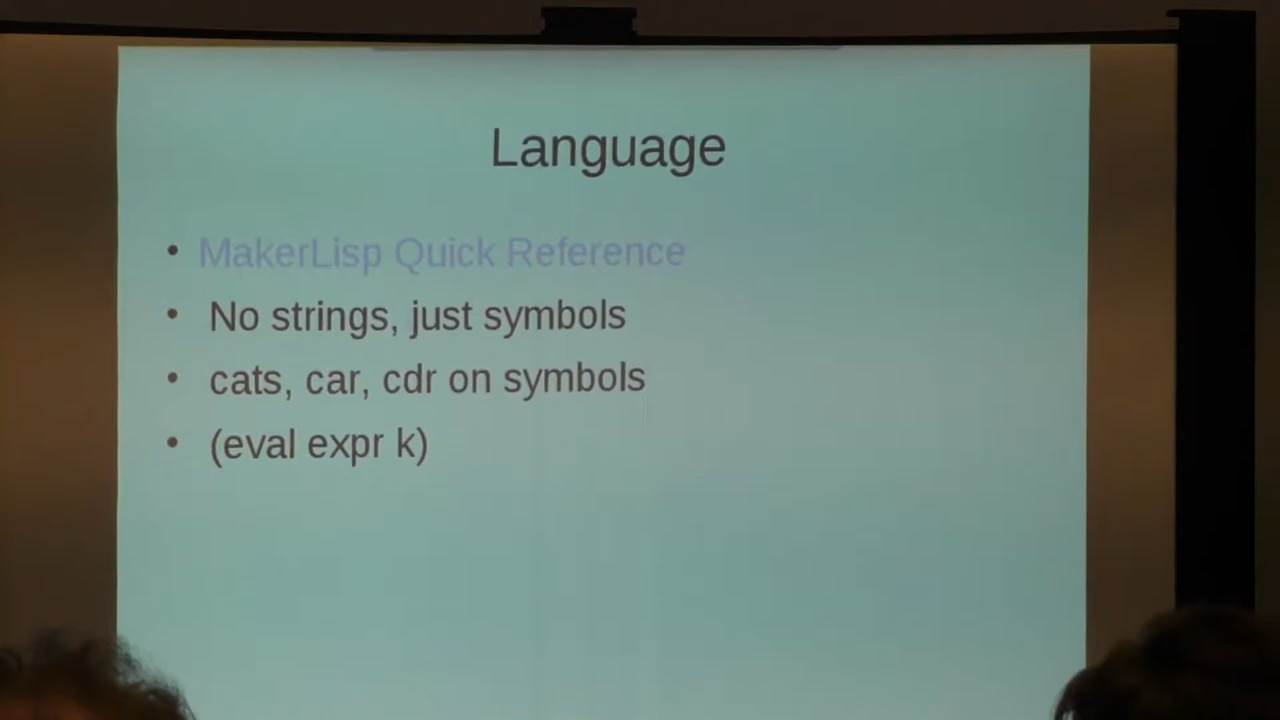 Language
• MakerLisp Quick Reference
• No strings, just symbols
• cats, car, cdr on symbols
• (eval expr k)